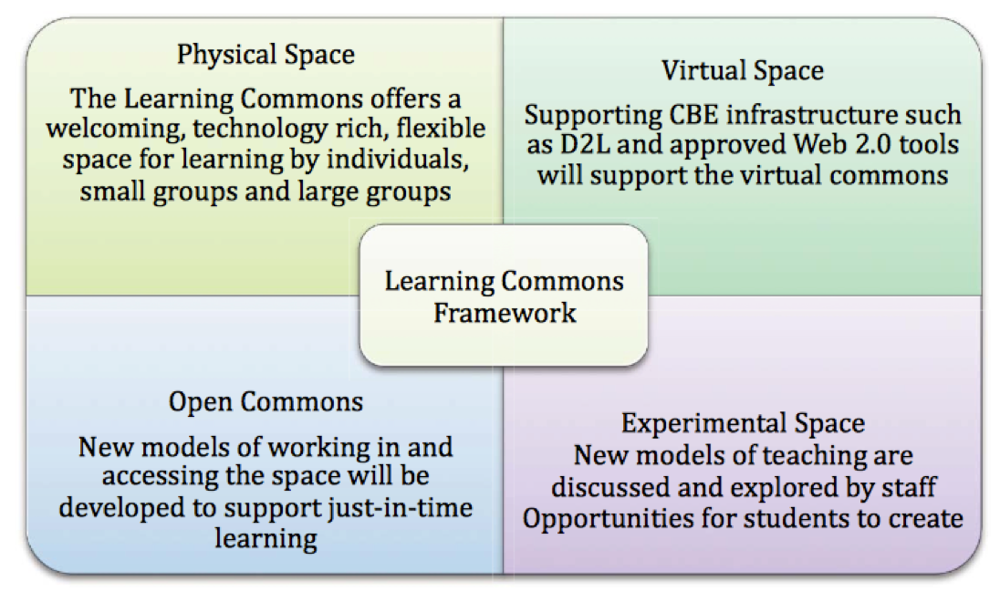 Physical Space
The Learning Commons offers a
welcoming, technology rich, flexible
space for learning by individuals,
small groups and large groups
Virtual Space
Supporting CBE infrastructure such
as D2L and approved Web 2.0 tools
will support the virtual commons
Learning Commons
Framework
Open Commons
New models of working in and
accessing the space will be
developed to support just-in-time
learning
Experimental Space
New models of teaching are
discussed and explored by staff
Opportunities for students to create